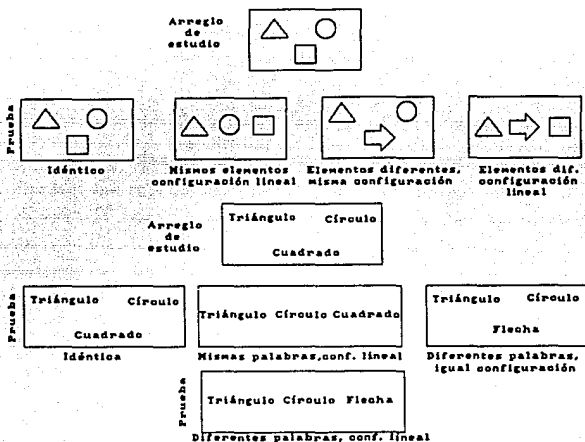 Arreglo
de
estudio
Prueba
Idéntico
Mismos elementos
configuración lineal
Elementos diferentes,
misma configuración
Elementos dif.
configuración
lineal
Arreglo
de
estudio
Triángulo Círculo
Cuadrado
Prueba
Triángulo Círculo
Cuadrado
Idéntica
Triángulo Círculo Cuadrado
Mismas palabras,conf. lineal
Triángulo Círculo
Flecha
Diferentes palabras,
igual configuración
Prueba
Triángulo Círculo Flecha
Diferentes palabras, conf. lineal